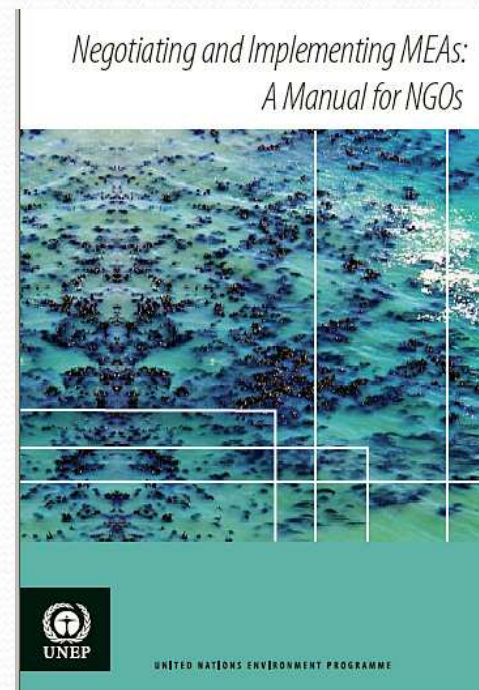 Negotiating and Implementing MEAs:
A Manual for NGOs
UNEP
UNITED NATIONS ENVIRONMENT PROGRAMME